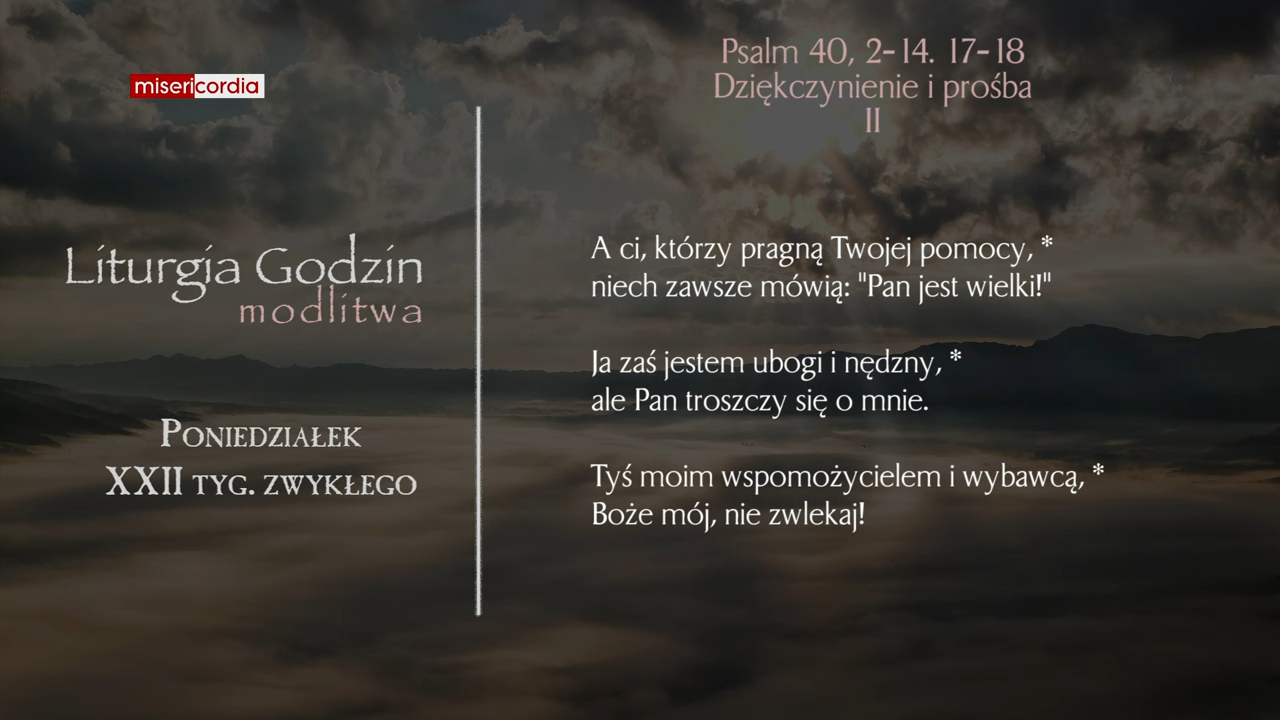 misericordia
Liturgia Godzin
modlitwa
Poniedziałek
XXII tyg. zwykłego
Psalm 40, 2-14. 17-18
Dziękczynienie i prośba
II
A ci, którzy pragną Twojej pomocy, *
niech zawsze mówią: "Pan jest wielki!"
Ja zaś jestem ubogi i nędzny, *
ale Pan troszczy się o mnie.
Tyś moim wspomożycielem i wybawcą, *
Boże mój, nie zwlekaj!